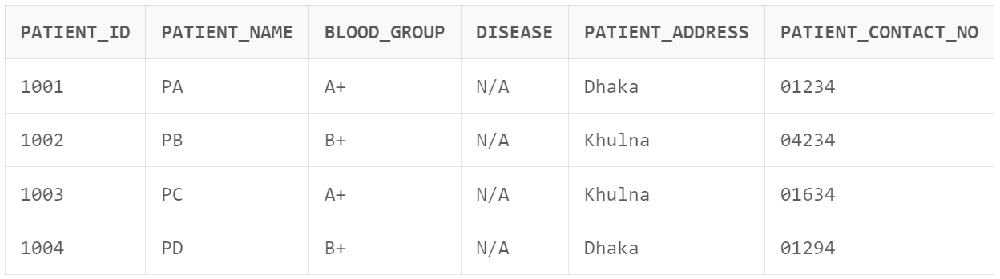 PATIENT_ID PATIENT_NAME BLOOD_GROUP DISEASE PATIENT_ADDRESS PATIENT_CONTACT_NO
1001 PA A+ N/A Dhaka 01234
1002 PB B+ N/A Khulna 04234
1003 PC A+ N/A Khulna 01634
1004 PD B+ N/A Dhaka 01294